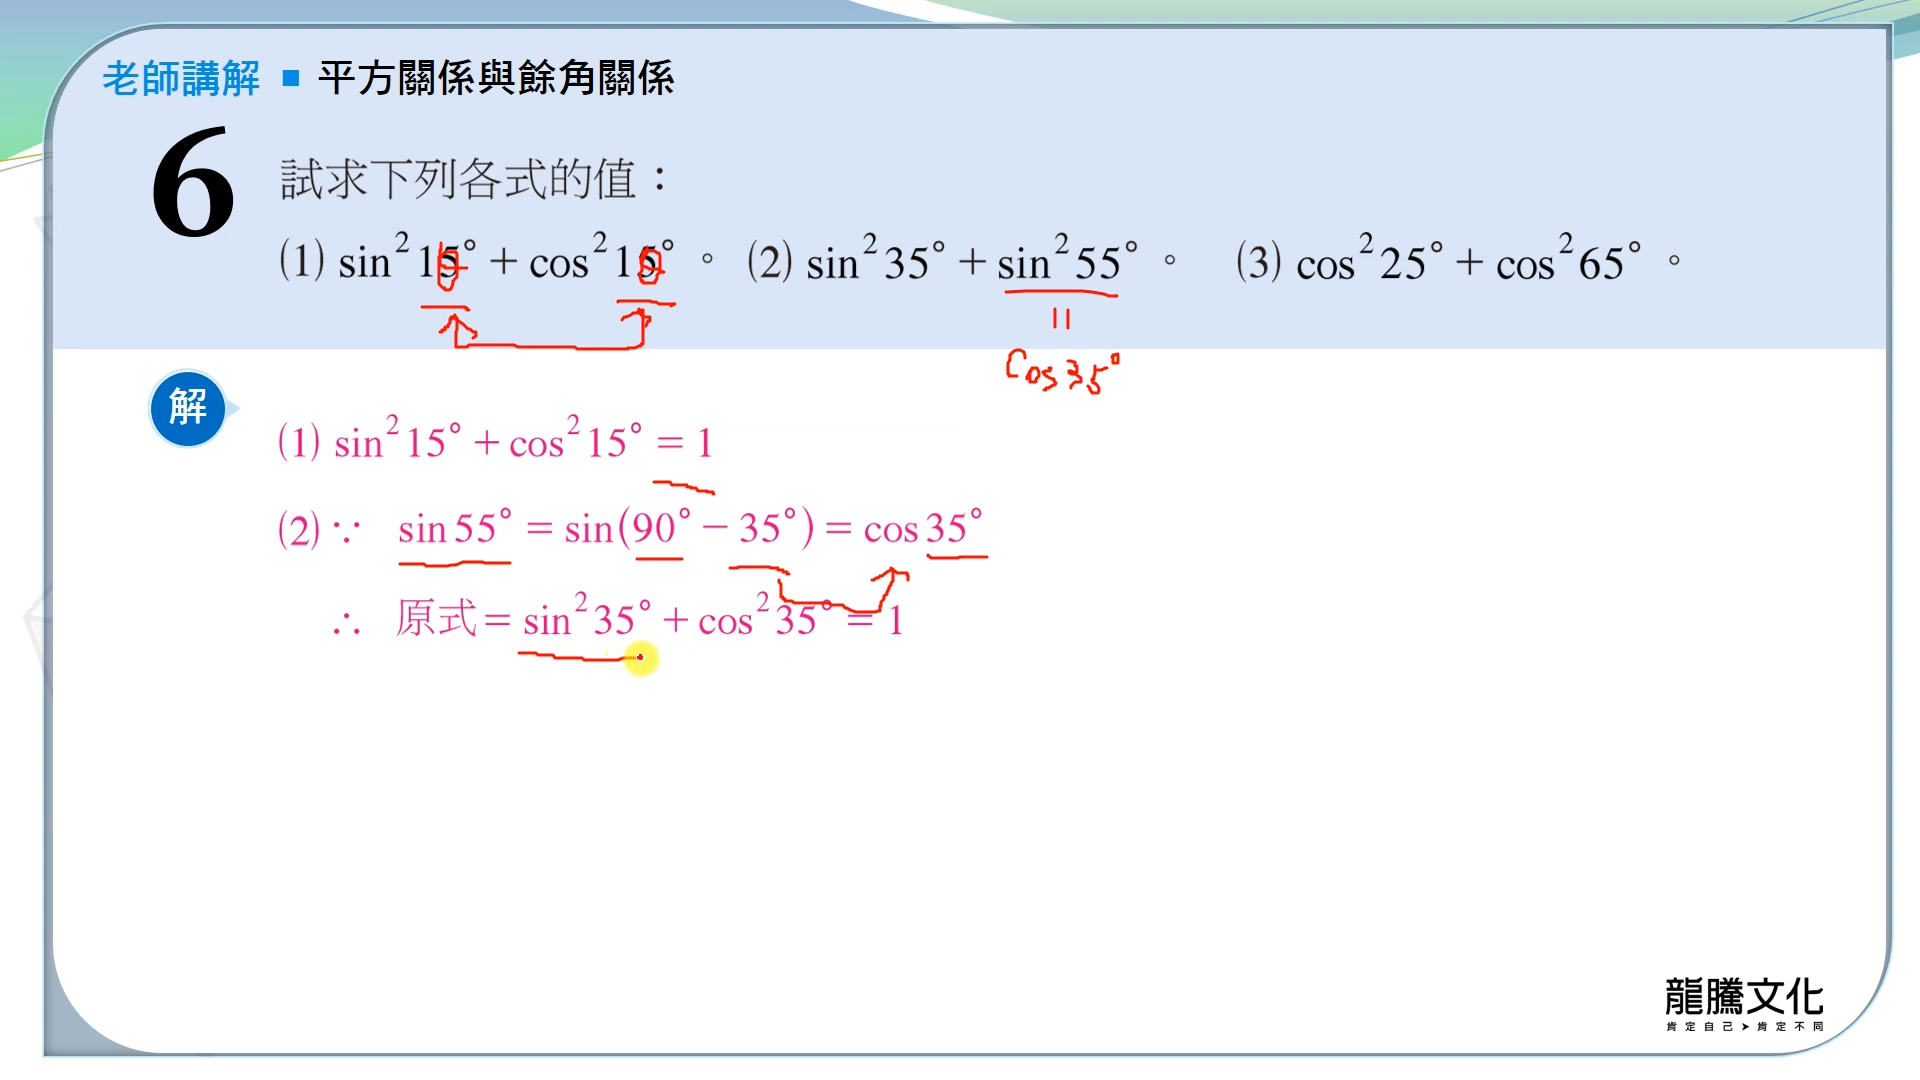 老師講解 ■ 平方關係與餘角關係
6 試求下列各式的值：
(1) sin²15° + cos²15°。 (2) sin²35° + sin²55°。 (3) cos²25° + cos²65°。
=
cos35°
解
(1) sin²15° + cos²15° = 1
(2) ∵ sin55° = sin(90° − 35°) = cos35°
∴ 原式 = sin²35° + cos²35° = 1
龍騰文化
肯定自己➤肯定不同